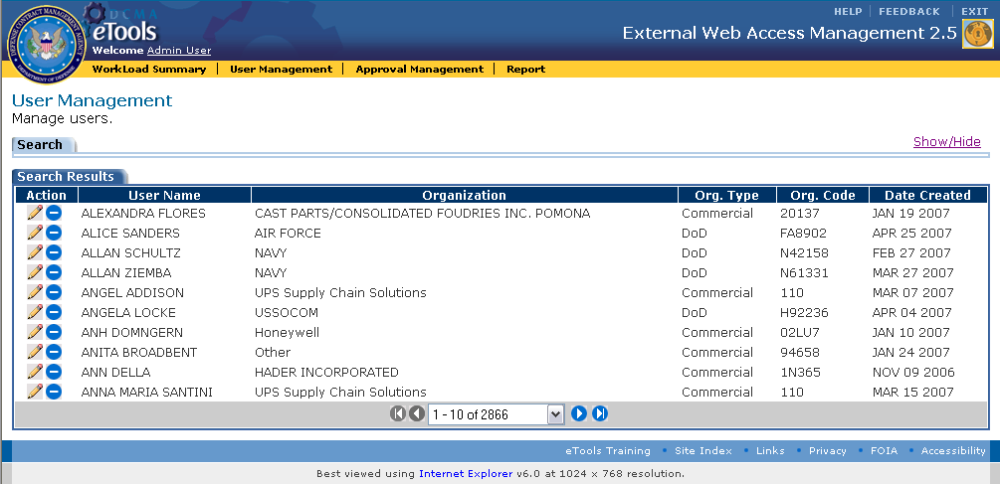 HELP FEEDBACK EXIT
DCMA
eTools
External Web Access Management 2.5
Welcome Admin User
DEFENSE CONTRACT MANAGEMENT AGENCY
DEPARTMENT OF DEFENSE
WorkLoad Summary User Management Approval Management Report
User Management
Manage users.
Search Show/Hide
Search Results
Action User Name Organization Org. Type Org. Code Date Created
ALEXANDRA FLORES CAST PARTS/CONSOLIDATED FOUDRIES INC. POMONA Commercial 20137 JAN 19 2007
ALICE SANDERS AIR FORCE DoD FA8902 APR 25 2007
ALLAN SCHULTZ NAVY DoD N42158 FEB 27 2007
ALLAN ZIEMBA NAVY DoD N61331 MAR 27 2007
ANGEL ADDISON UPS Supply Chain Solutions Commercial 110 MAR 07 2007
ANGELA LOCKE USSOCOM DoD H92236 APR 04 2007
ANH DOMNGERN Honeywell Commercial 02LU7 JAN 10 2007
ANITA BROADBENT Other Commercial 94658 JAN 24 2007
ANN DELLA HADER INCORPORATED Commercial 1N365 NOV 09 2006
ANNA MARIA SANTINI UPS Supply Chain Solutions Commercial 110 MAR 15 2007
1 - 10 of 2866
eTools Training • Site Index • Links • Privacy • FOIA • Accessibility
Best viewed using Internet Explorer v6.0 at 1024 x 768 resolution.